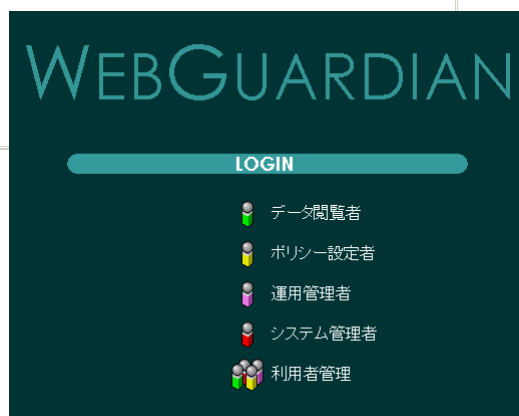 WEBGUARDIAN
LOGIN
データ閲覧者
ポリシー設定者
運用管理者
システム管理者
利用者管理